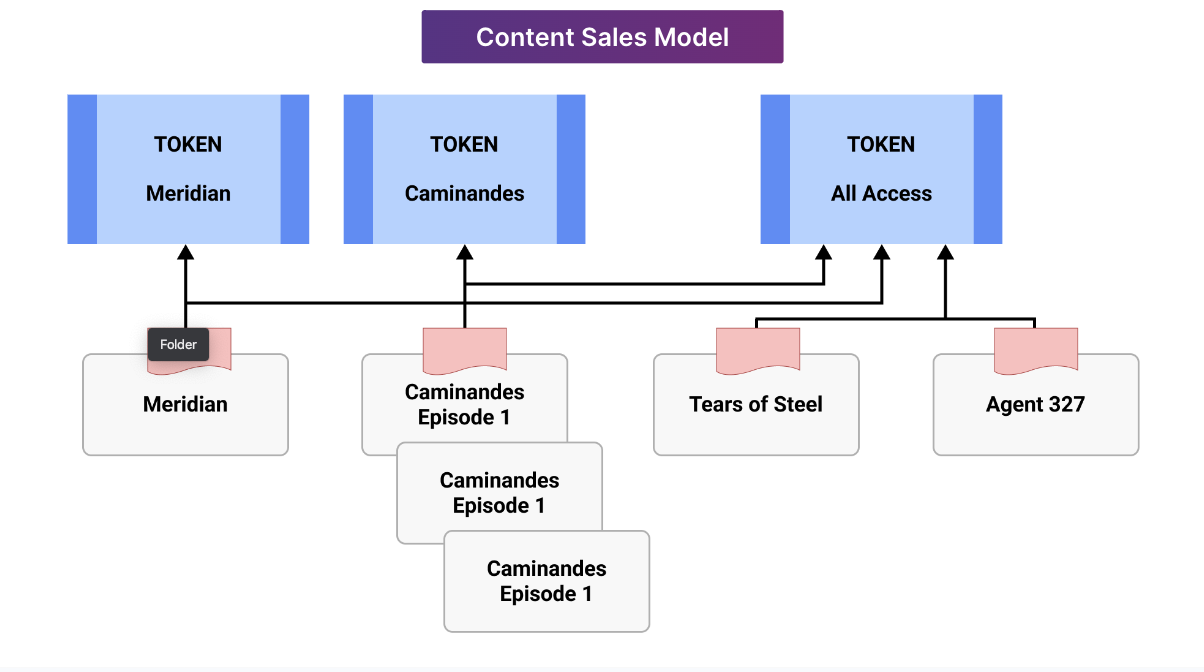 Content Sales Model
TOKEN
Meridian
TOKEN
Caminandes
TOKEN
All Access
Folder
Meridian
Caminandes
Episode 1
Caminandes
Episode 1
Caminandes
Episode 1
Tears of Steel
Agent 327